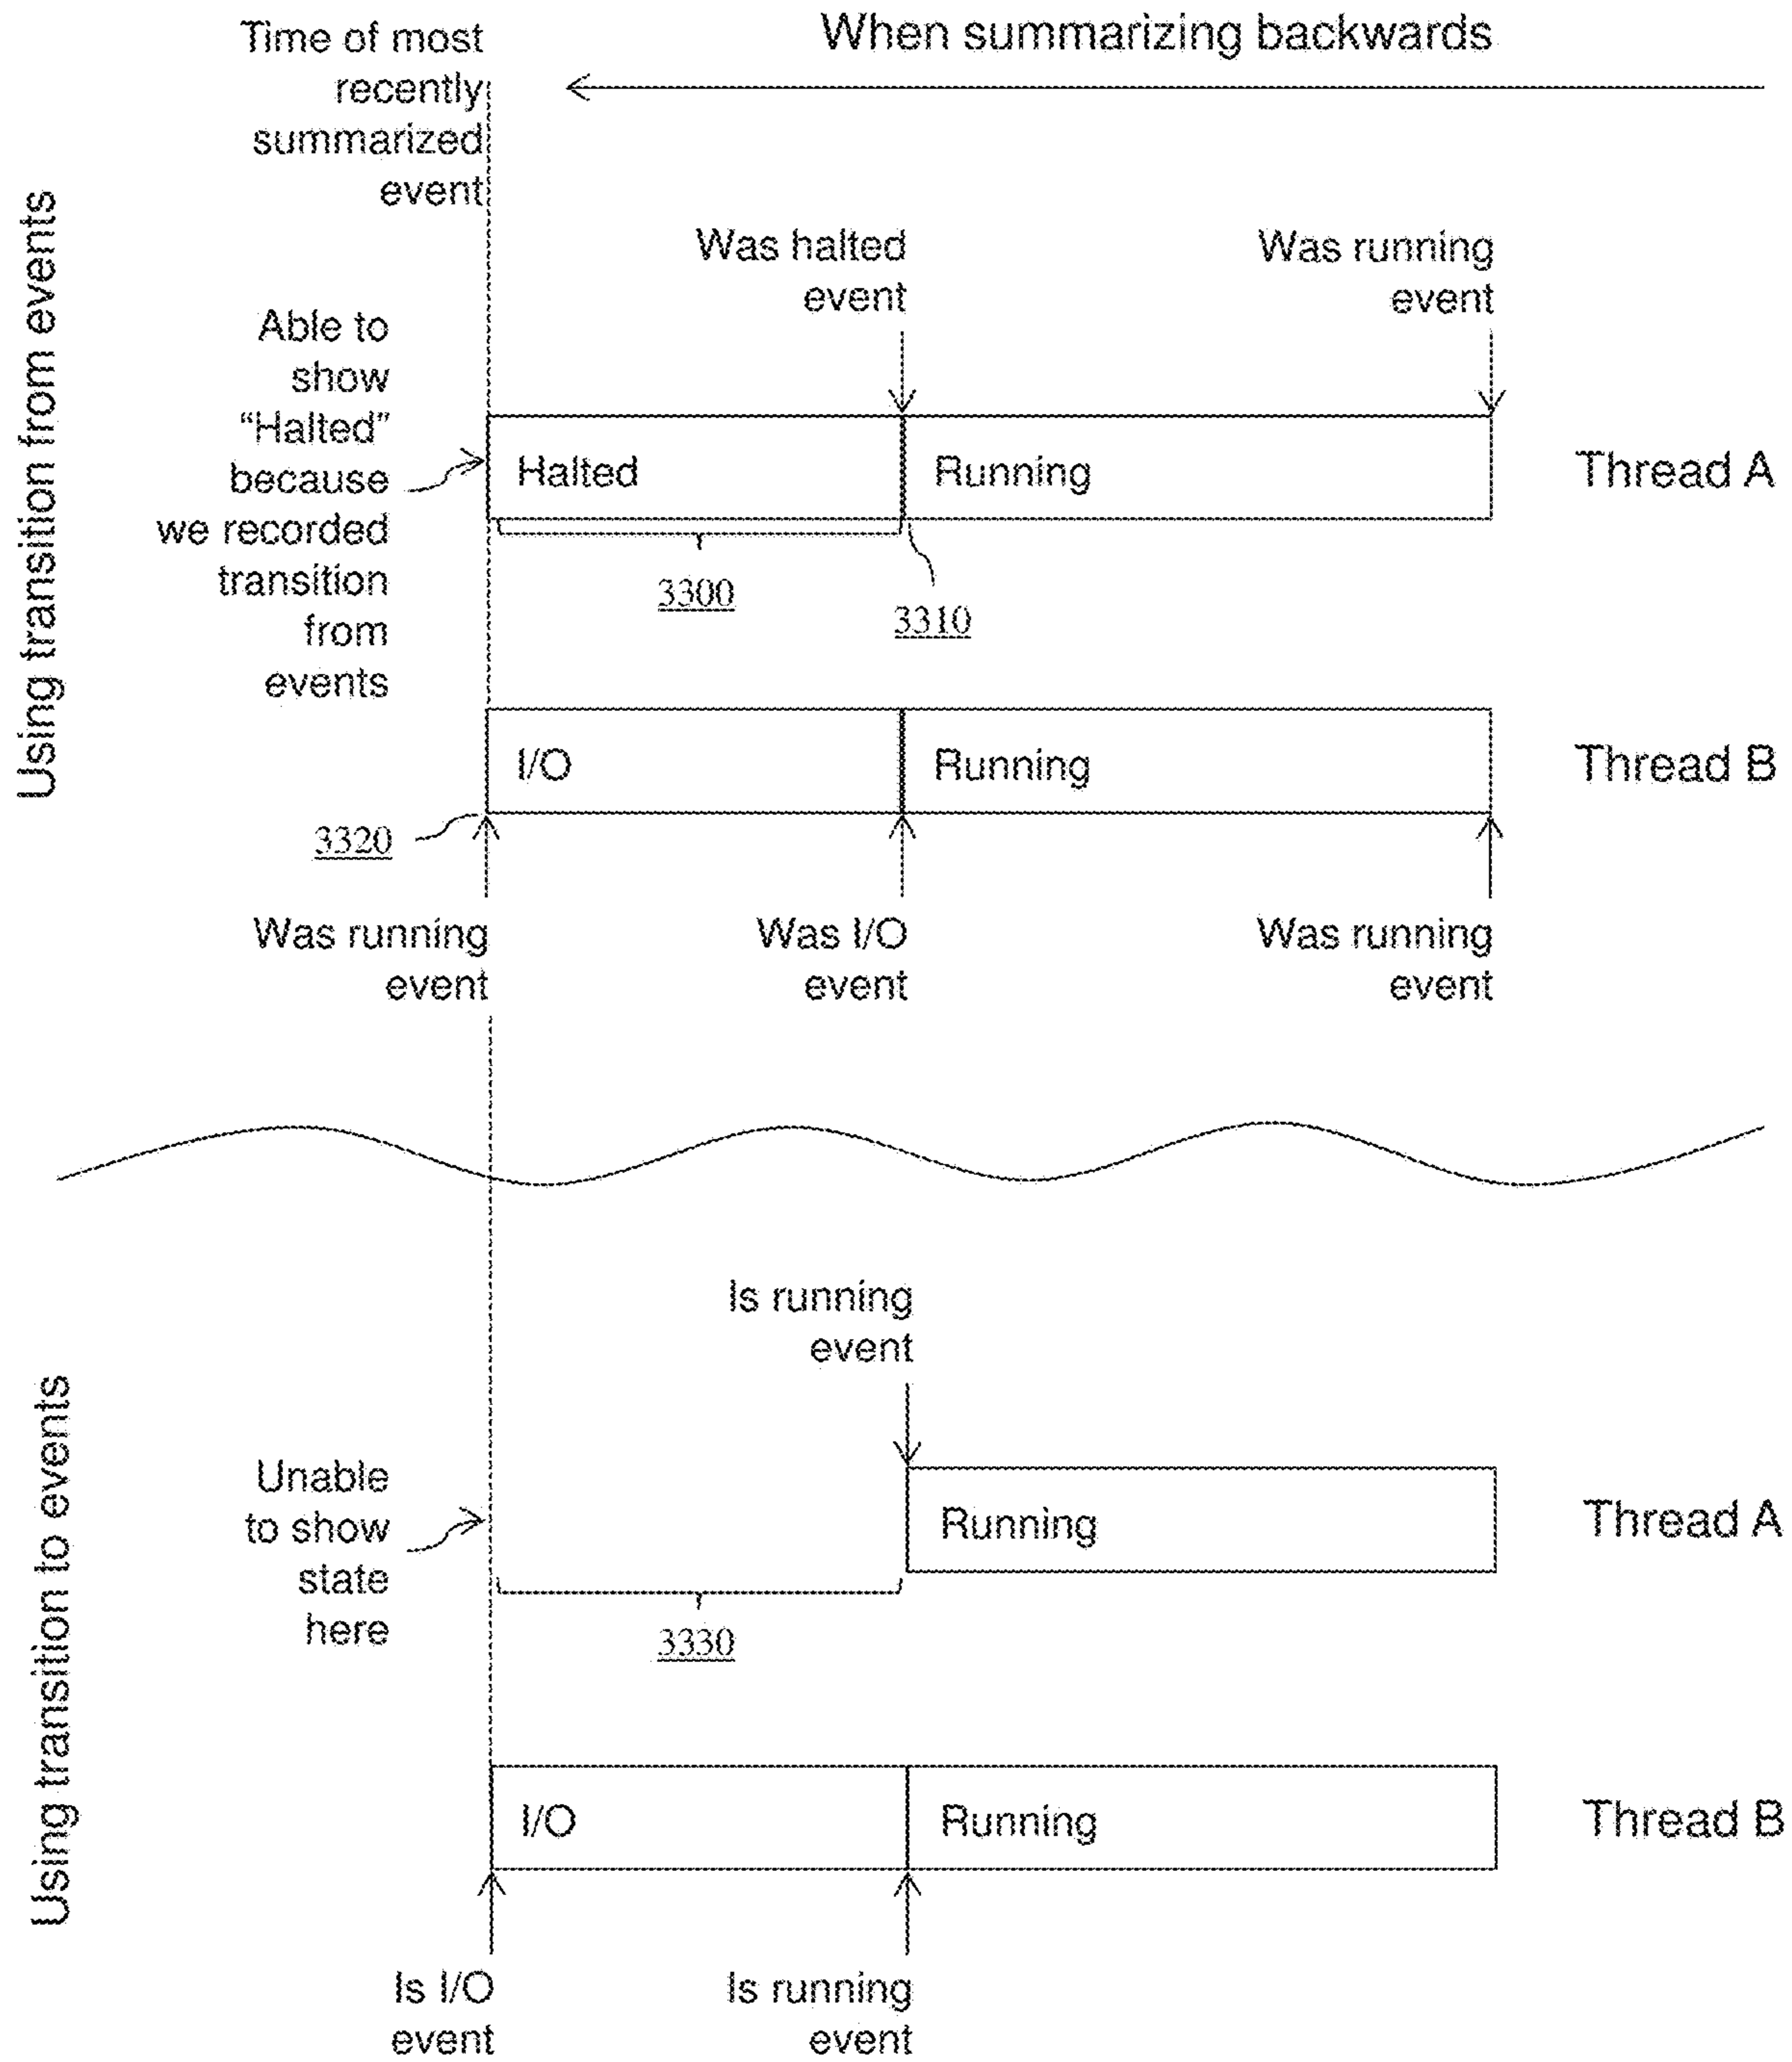 When summarizing backwards
Time of most
recently
summarized
event
Using transition from events
Was halted
event
Was running
event
Able to
show
“Halted”
because
we recorded
transition
from
events
Halted
Running
Thread A
3300
3310
I/O
Running
Thread B
3320
Was running
event
Was I/O
event
Was running
event
Using transition to events
Is running
event
Unable
to show
state
here
Running
Thread A
3330
I/O
Running
Thread B
Is I/O
event
Is running
event